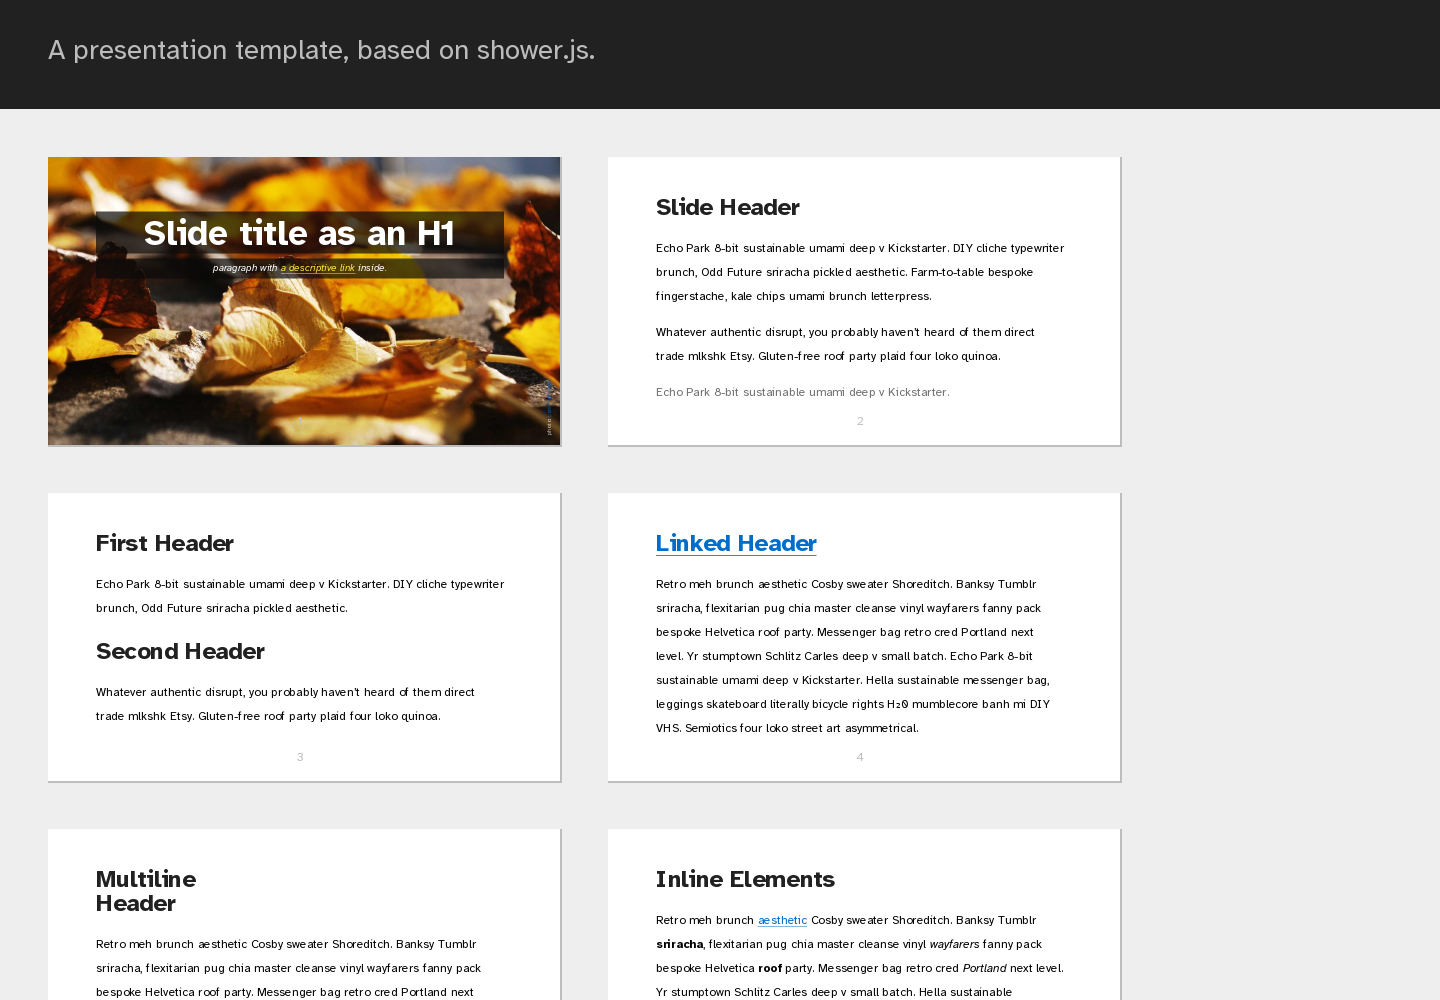 A presentation template, based on shower.js.
Slide title as an H1
paragraph with a descriptive link inside.
photo
Slide Header
Echo Park 8-bit sustainable umami deep v Kickstarter. DIY cliche typewriter
brunch, Odd Future sriracha pickled aesthetic. Farm-to-table bespoke
fingerstache, kale chips umami brunch letterpress.
Whatever authentic disrupt, you probably haven't heard of them direct
trade mlkshk Etsy. Gluten-free roof party plaid four loko quinoa.
Echo Park 8-bit sustainable umami deep v Kickstarter.
2
First Header
Echo Park 8-bit sustainable umami deep v Kickstarter. DIY cliche typewriter
brunch, Odd Future sriracha pickled aesthetic.
Second Header
Whatever authentic disrupt, you probably haven't heard of them direct
trade mlkshk Etsy. Gluten-free roof party plaid four loko quinoa.
3
Linked Header
Retro meh brunch aesthetic Cosby sweater Shoreditch. Banksy Tumblr
sriracha, flexitarian pug chia master cleanse vinyl wayfarers fanny pack
bespoke Helvetica roof party. Messenger bag retro cred Portland next
level. Yr stumptown Schlitz Carles deep v small batch. Echo Park 8-bit
sustainable umami deep v Kickstarter. Hella sustainable messenger bag,
leggings skateboard literally bicycle rights H₂0 mumblecore banh mi DIY
VHS. Semiotics four loko street art asymmetrical.
4
Multiline
Header
Retro meh brunch aesthetic Cosby sweater Shoreditch. Banksy Tumblr
sriracha, flexitarian pug chia master cleanse vinyl wayfarers fanny pack
bespoke Helvetica roof party. Messenger bag retro cred Portland next
Inline Elements
Retro meh brunch aesthetic Cosby sweater Shoreditch. Banksy Tumblr
sriracha, flexitarian pug chia master cleanse vinyl wayfarers fanny pack
bespoke Helvetica roof party. Messenger bag retro cred Portland next level.
Yr stumptown Schlitz Carles deep v small batch. Hella sustainable